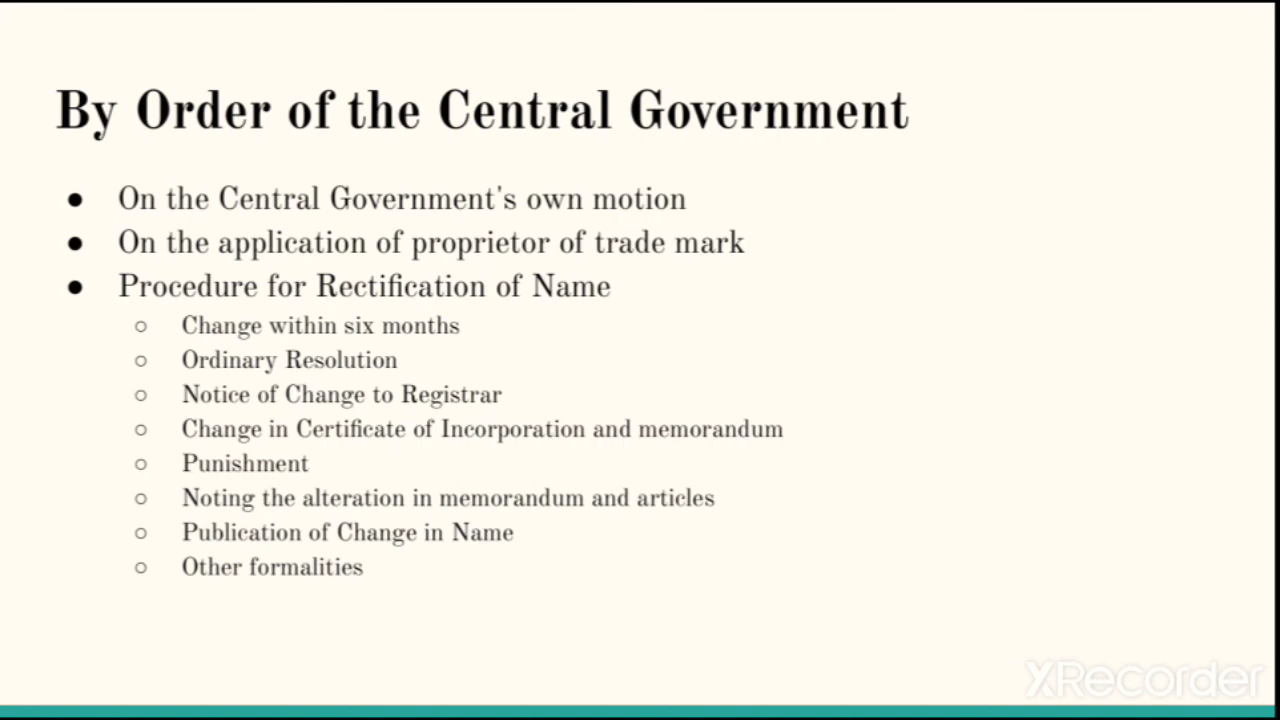 By Order of the Central Government
● On the Central Government's own motion
● On the application of proprietor of trade mark
● Procedure for Rectification of Name
○ Change within six months
○ Ordinary Resolution
○ Notice of Change to Registrar
○ Change in Certificate of Incorporation and memorandum
○ Punishment
○ Noting the alteration in memorandum and articles
○ Publication of Change in Name
○ Other formalities
XRecorder